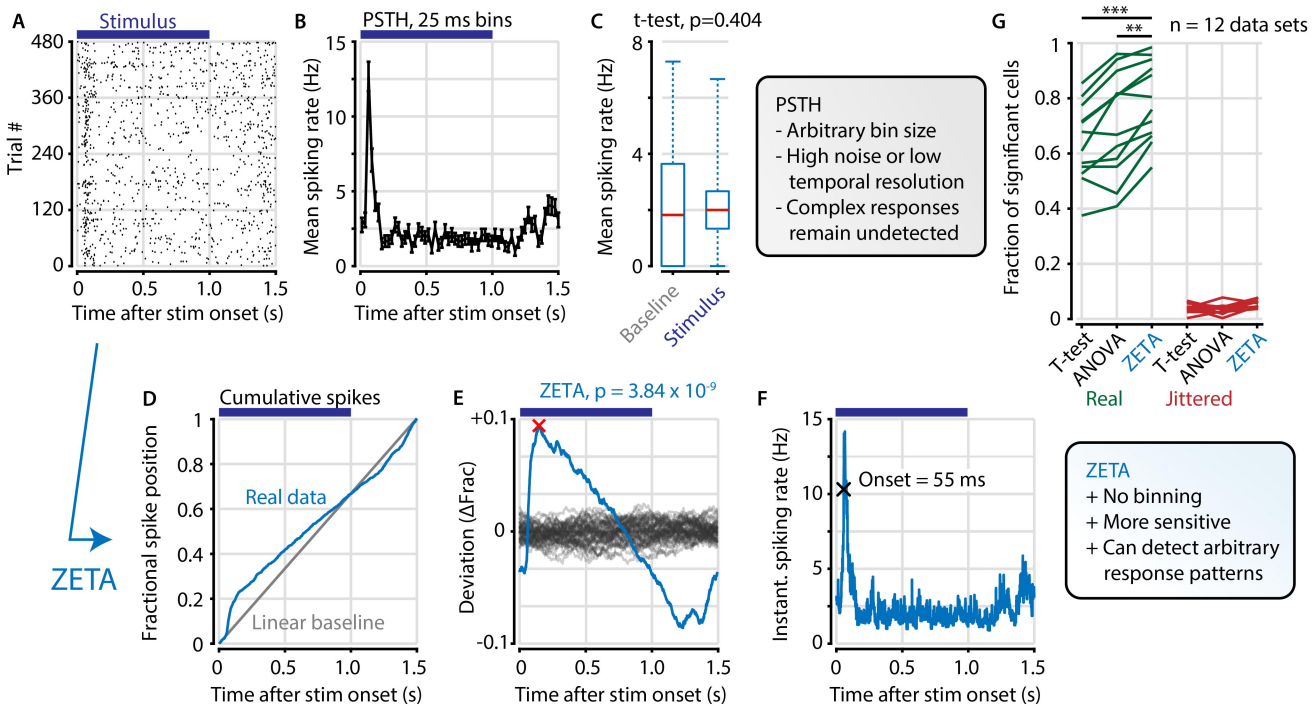 A
Stimulus
480
360
240
120
0
Trial #
0
0.5
1.0
1.5
Time after stim onset (s)
B
PSTH, 25 ms bins
15
10
5
0
Mean spiking rate (Hz)
0
0.5
1.0
1.5
Time after stim onset (s)
C
t-test, p=0.404
8
4
0
Mean spiking rate (Hz)
Baseline
Stimulus
PSTH
- Arbitrary bin size
- High noise or low
temporal resolution
- Complex responses
remain undetected
G
***
**
n = 12 data sets
1
0.8
0.6
0.4
0.2
0
Fraction of significant cells
T-test
ANOVA
ZETA
T-test
ANOVA
ZETA
Real
Jittered
ZETA
D
Cumulative spikes
1
0.8
0.6
0.4
0.2
0
Fractional spike position
Real data
Linear baseline
0
0.5
1.0
1.5
Time after stim onset (s)
E
ZETA, p = 3.84 x 10⁻⁹
+0.1
0
-0.1
Deviation (ΔFrac)
0
0.5
1.0
1.5
Time after stim onset (s)
F
15
10
5
0
Instant. spiking rate (Hz)
Onset = 55 ms
0
0.5
1.0
1.5
Time after stim onset (s)
ZETA
+ No binning
+ More sensitive
+ Can detect arbitrary
response patterns